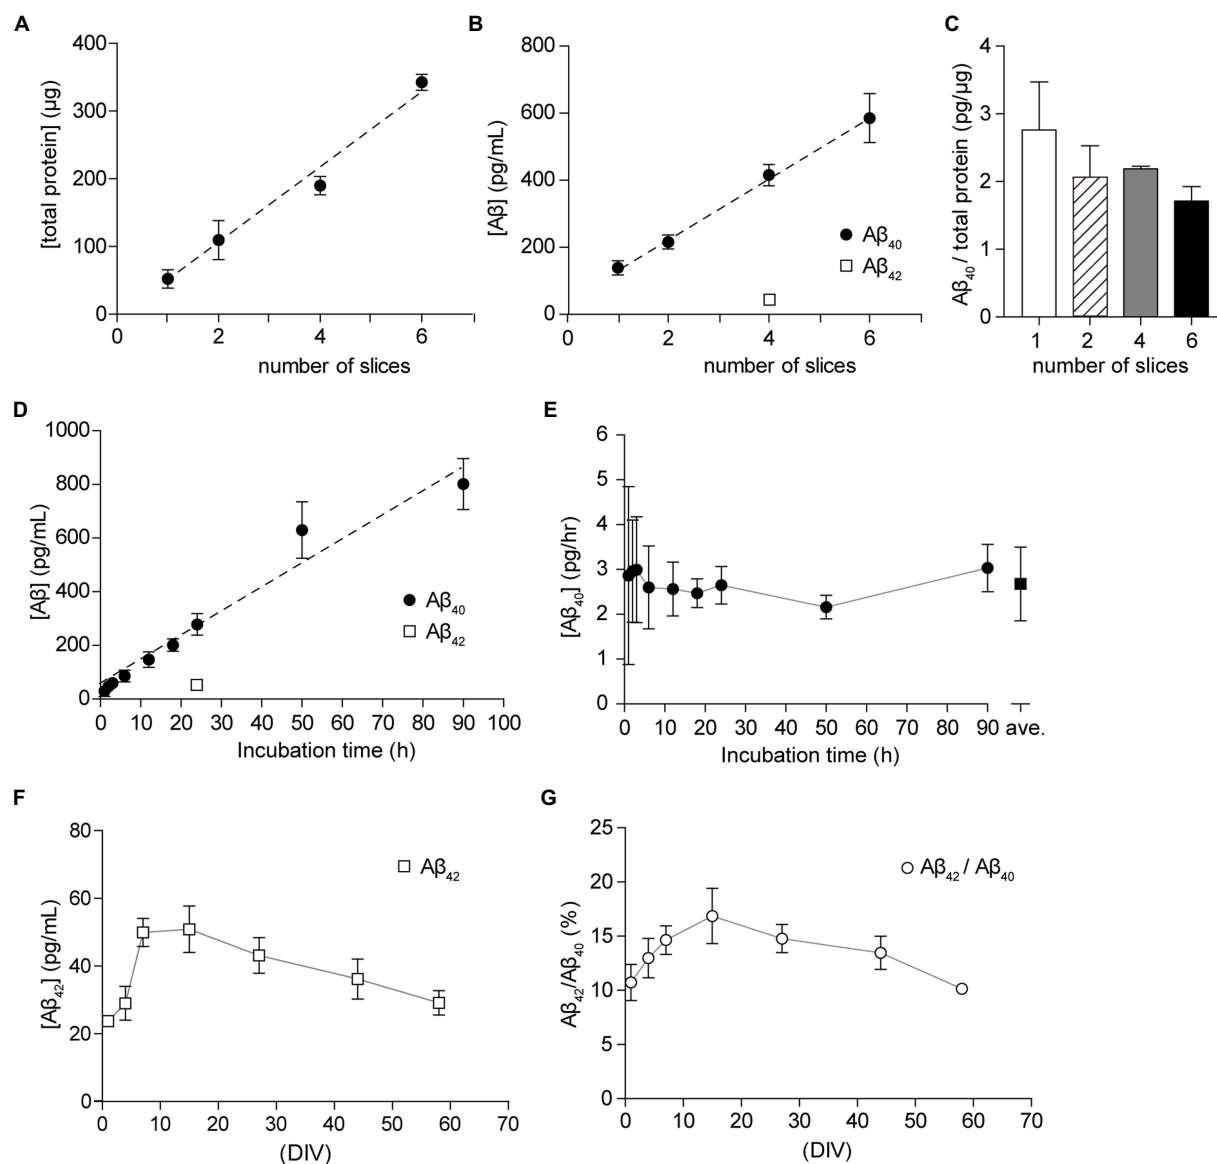 A
[total protein] (µg)
400
300
200
100
0
0 2 4 6
number of slices
B
[Aβ] (pg/mL)
800
600
400
200
0
Aβ40
Aβ42
0 2 4 6
number of slices
C
Aβ40 / total protein (pg/µg)
4
3
2
1
0
1 2 4 6
number of slices
D
[Aβ] (pg/mL)
1000
800
600
400
200
0
Aβ40
Aβ42
0 10 20 30 40 50 60 70 80 90 100
Incubation time (h)
E
[Aβ40] (pg/hr)
6
5
4
3
2
1
0
0 10 20 30 40 50 60 70 80 90 ave.
Incubation time (h)
F
[Aβ42] (pg/mL)
80
60
40
20
0
Aβ42
0 10 20 30 40 50 60 70
(DIV)
G
Aβ42/Aβ40 (%)
25
20
15
10
5
0
Aβ42 / Aβ40
0 10 20 30 40 50 60 70
(DIV)